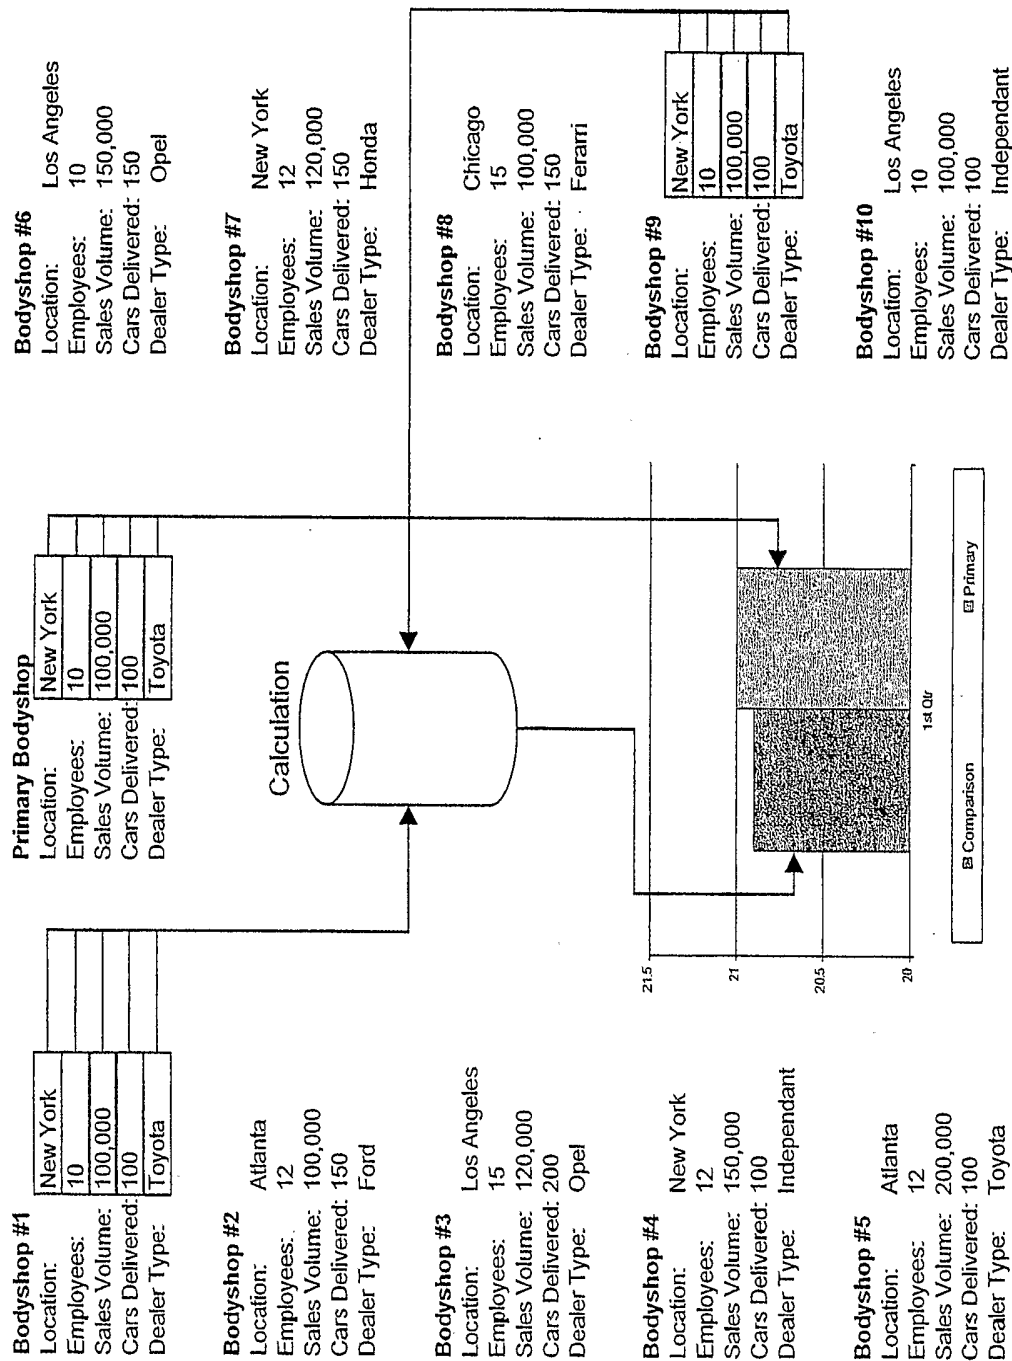 Bodyshop #1
Location: New York
Employees: 10
Sales Volume: 100,000
Cars Delivered: 100
Dealer Type: Toyota
Bodyshop #2
Location: Atlanta
Employees: 12
Sales Volume: 100,000
Cars Delivered: 150
Dealer Type: Ford
Bodyshop #3
Location: Los Angeles
Employees: 15
Sales Volume: 120,000
Cars Delivered: 200
Dealer Type: Opel
Bodyshop #4
Location: New York
Employees: 12
Sales Volume: 150,000
Cars Delivered: 100
Dealer Type: Independant
Bodyshop #5
Location: Atlanta
Employees: 12
Sales Volume: 200,000
Cars Delivered: 100
Dealer Type: Toyota
Primary Bodyshop
Location: New York
Employees: 10
Sales Volume: 100,000
Cars Delivered: 100
Dealer Type: Toyota
Calculation
21.5
21
20.5
20
1st Qtr
Comparison
Primary
Bodyshop #6
Location: Los Angeles
Employees: 10
Sales Volume: 150,000
Cars Delivered: 150
Dealer Type: Opel
Bodyshop #7
Location: New York
Employees: 12
Sales Volume: 120,000
Cars Delivered: 150
Dealer Type: Honda
Bodyshop #8
Location: Chicago
Employees: 15
Sales Volume: 100,000
Cars Delivered: 150
Dealer Type: Ferarri
Bodyshop #9
Location: New York
Employees: 10
Sales Volume: 100,000
Cars Delivered: 100
Dealer Type: Toyota
Bodyshop #10
Location: Los Angeles
Employees: 10
Sales Volume: 100,000
Cars Delivered: 100
Dealer Type: Independant